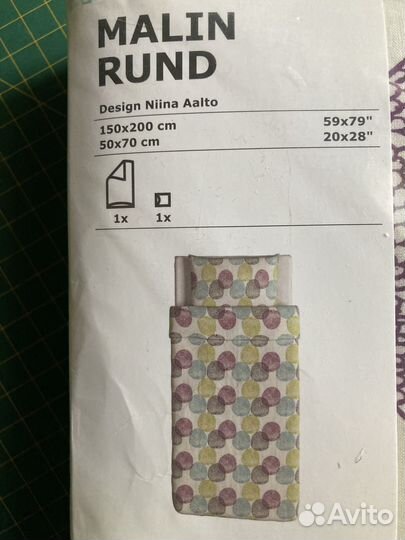 MALIN
RUND
Design Niina Aalto
150x200 cm 59x79"
50x70 cm 20x28"
1x 1x
Avito